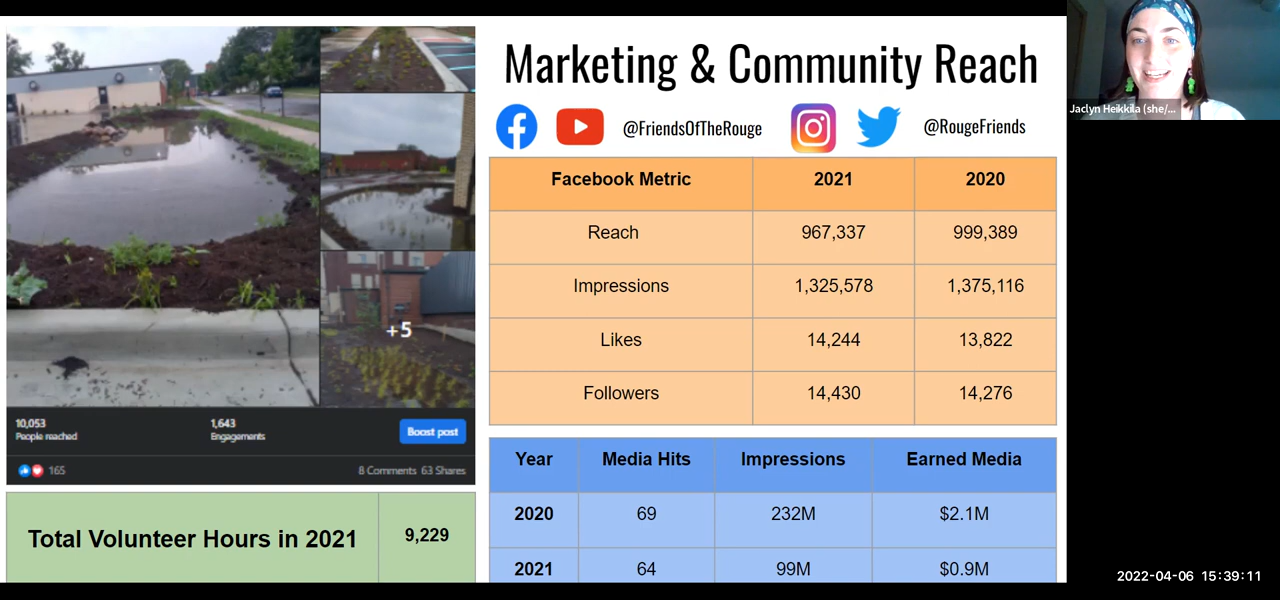 Marketing & Community Reach
@FriendsOfTheRouge @RougeFriends
Jaclyn Heikkila (she/...
Facebook Metric 2021 2020
Reach 967,337 999,389
Impressions 1,325,578 1,375,116
Likes 14,244 13,822
Followers 14,430 14,276
+5
10,053 1,643
People reached Engagements
Boost post
165 8 Comments 63 Shares
Year Media Hits Impressions Earned Media
2020 69 232M $2.1M
2021 64 99M $0.9M
Total Volunteer Hours in 2021 9,229
2022-04-06 15:39:11